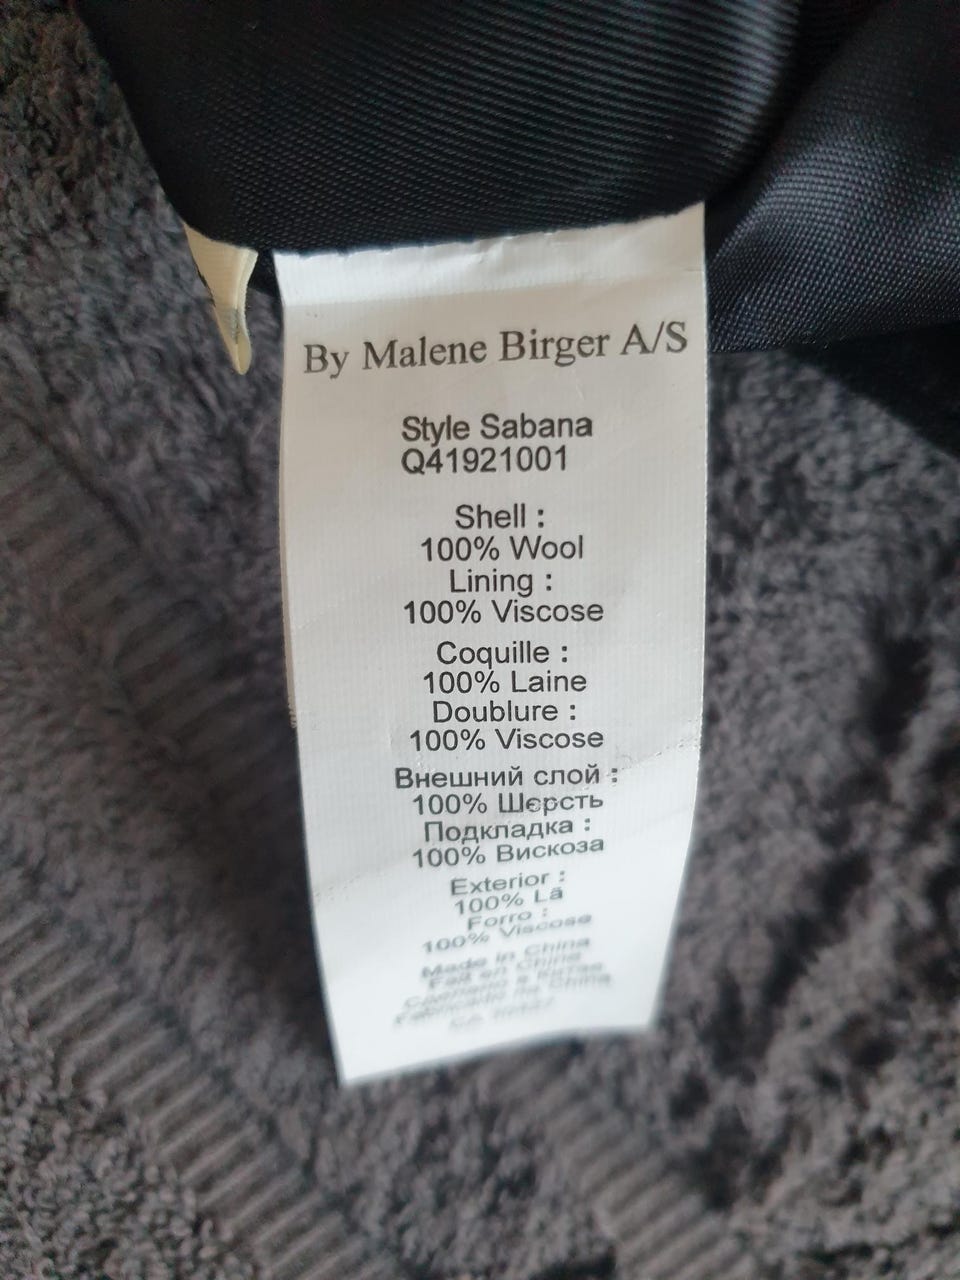 By Malene Birger A/S
Style Sabana
Q41921001
Shell :
100% Wool
Lining :
100% Viscose
Coquille :
100% Laine
Doublure :
100% Viscose
Внешний слой :
100% Шерсть
Подкладка :
100% Вискоза
Exterior :
100% Lã
Forro :
100% Viscose
Made in China
Fait en Chine
Сделано в Китае
Fabricado na China